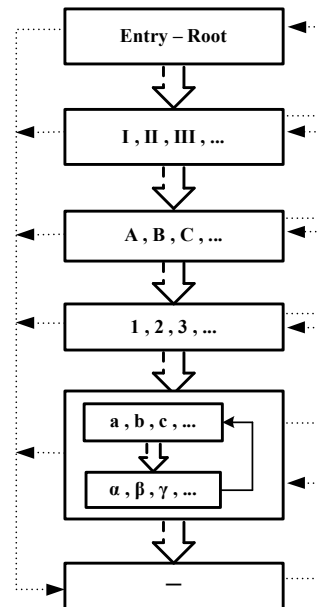 Entry – Root
I , II , III , ...
A , B , C , ...
1 , 2 , 3 , ...
a , b , c , ...
α , β , γ , ...
–